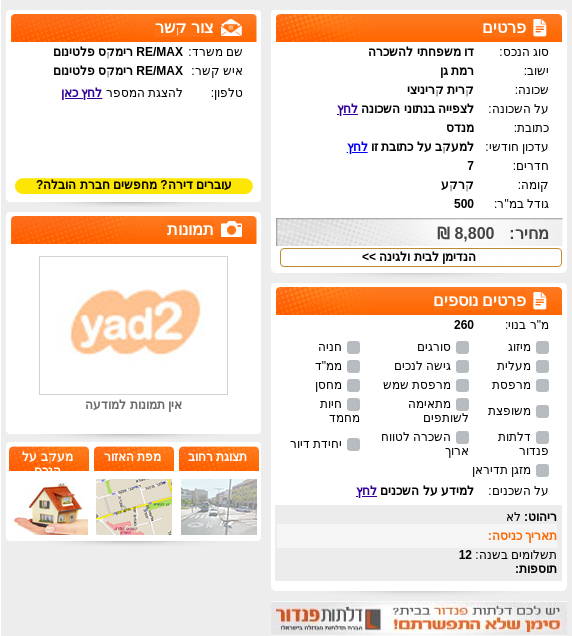 פרטים
סוג הנכס: דו משפחתי להשכרה
ישוב: רמת גן
שכונה: קרית קריניצי
על השכונה: לצפייה בנתוני השכונה לחץ
כתובת: מנדס
עדכון חודשי: למעקב על כתובת זו לחץ
חדרים: 7
קומה: קרקע
גודל במ"ר: 500
מחיר: 8,800 ₪
הנדימן לבית ולגינה >>
פרטים נוספים
מ"ר בנוי: 260
מיזוג סורגים חניה
מעלית גישה לנכים ממ"ד
מרפסת מרפסת שמש מחסן
משופצת מתאימה לשותפים חיות מחמד
דלתות פנדור השכרה לטווח ארוך יחידת דיור
מזגן תדיראן
על השכנים: למידע על השכנים לחץ
ריהוט: לא
תאריך כניסה:
תשלומים בשנה: 12
תוספות:
יש לכם דלתות פנדור בבית?
סימן שלא התפשרתם!
דלתותפנדור
חברת הדלתות הגדולה בישראל
צור קשר
שם משרד: RE/MAX רימקס פלטינום
איש קשר: RE/MAX רימקס פלטינום
טלפון: להצגת המספר לחץ כאן
עוברים דירה? מחפשים חברת הובלה?
תמונות
yad2
אין תמונות למודעה
תצוגת רחוב
מפת האזור
מעקב על
הנכס